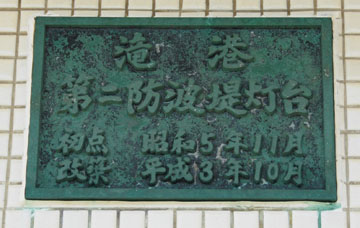 滝港
第二防波堤灯台
初点 昭和5年11月
改築 平成3年10月